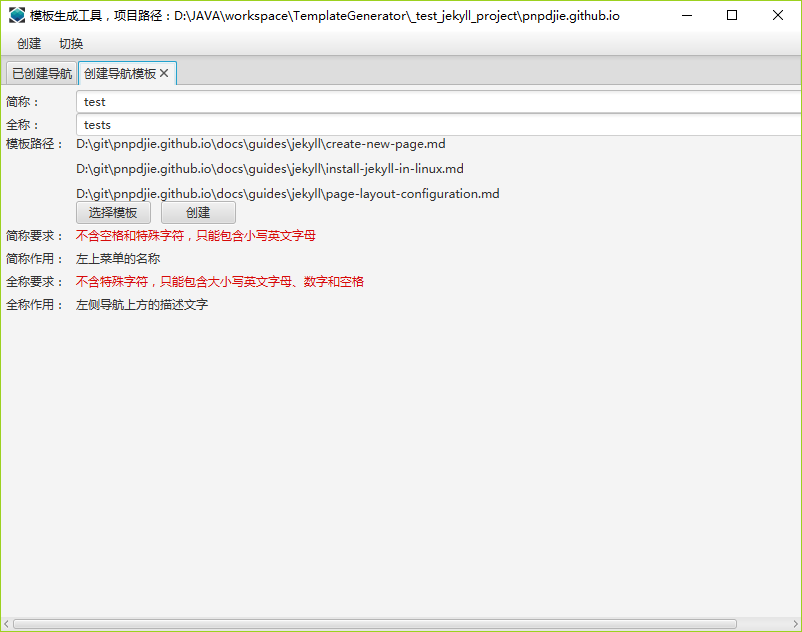 模板生成工具，项目路径：D:\JAVA\workspace\TemplateGenerator\_test_jekyll_project\pnpdjie.github.io
创建 切换
已创建导航 创建导航模板
简称： test
全称： tests
模板路径： D:\git\pnpdjie.github.io\docs\guides\jekyll\create-new-page.md
D:\git\pnpdjie.github.io\docs\guides\jekyll\install-jekyll-in-linux.md
D:\git\pnpdjie.github.io\docs\guides\jekyll\page-layout-configuration.md
选择模板 创建
简称要求： 不含空格和特殊字符，只能包含小写英文字母
简称作用： 左上菜单的名称
全称要求： 不含特殊字符，只能包含大小写英文字母、数字和空格
全称作用： 左侧导航上方的描述文字